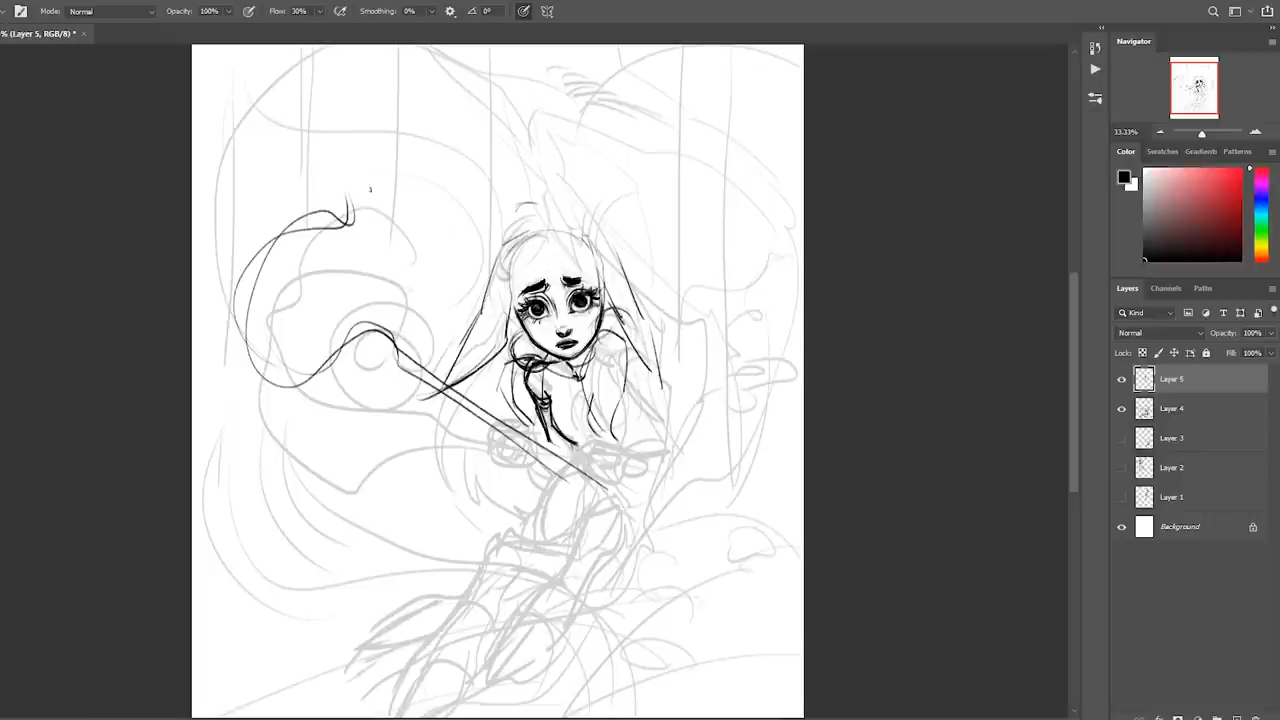 Mode: Normal Opacity: 100% Flow: 30% Smoothing: 0% 0°
% (Layer 5, RGB/8) *
Navigator
33.33%
Color Swatches Gradients Patterns
Layers Channels Paths
Kind
Normal Opacity: 100%
Lock: Fill: 100%
Layer 5
Layer 4
Layer 3
Layer 2
Layer 1
Background